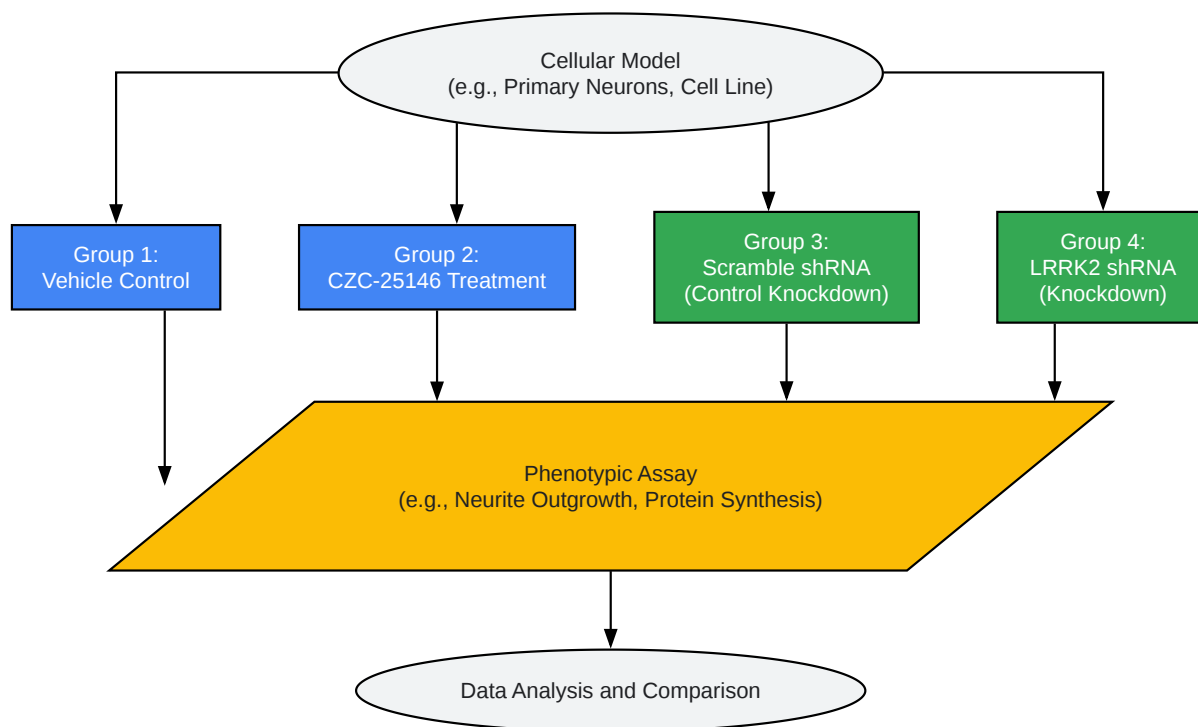 Cellular Model
(e.g., Primary Neurons, Cell Line)
Group 1:
Vehicle Control
Group 2:
CZC-25146 Treatment
Group 3:
Scramble shRNA
(Control Knockdown)
Group 4:
LRRK2 shRNA
(Knockdown)
Phenotypic Assay
(e.g., Neurite Outgrowth, Protein Synthesis)
Data Analysis and Comparison